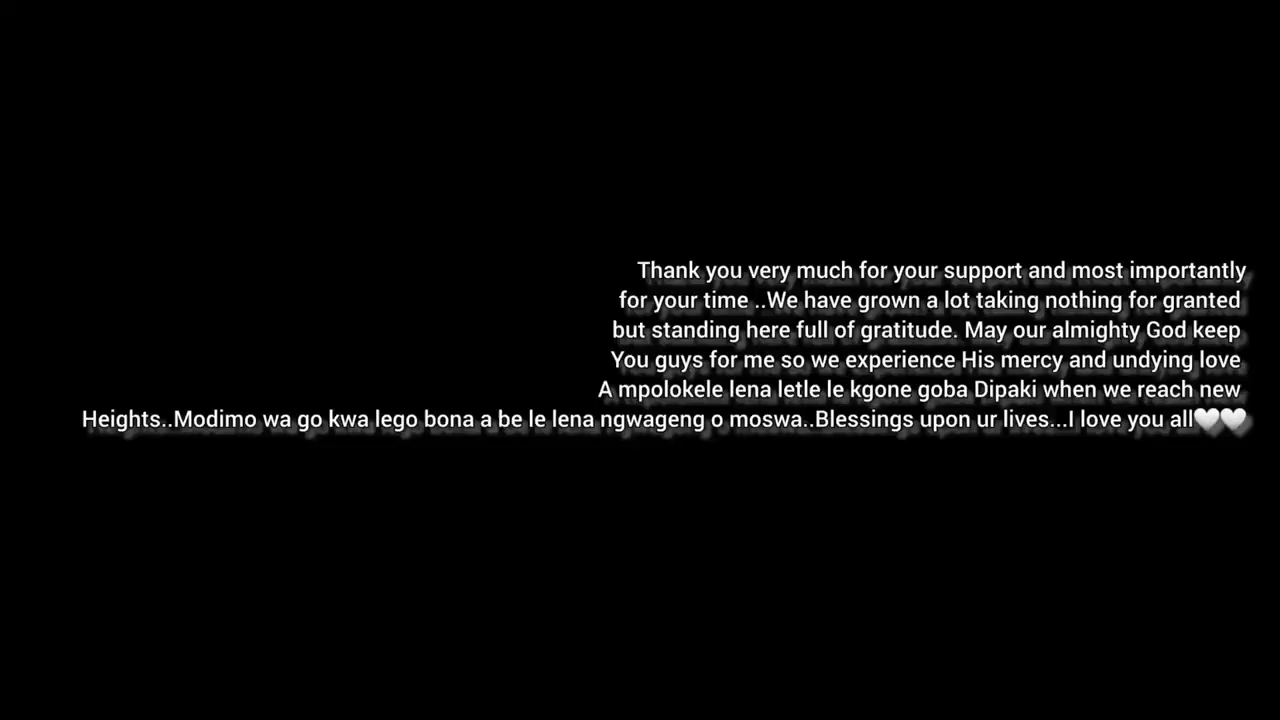 Thank you very much for your support and most importantly
for your time ..We have grown a lot taking nothing for granted
but standing here full of gratitude. May our almighty God keep
You guys for me so we experience His mercy and undying love
A mpolokele lena letle le kgone goba Dipaki when we reach new
Heights..Modimo wa go kwa lego bona a be le lena ngwageng o moswa..Blessings upon ur lives...I love you all🤍🤍